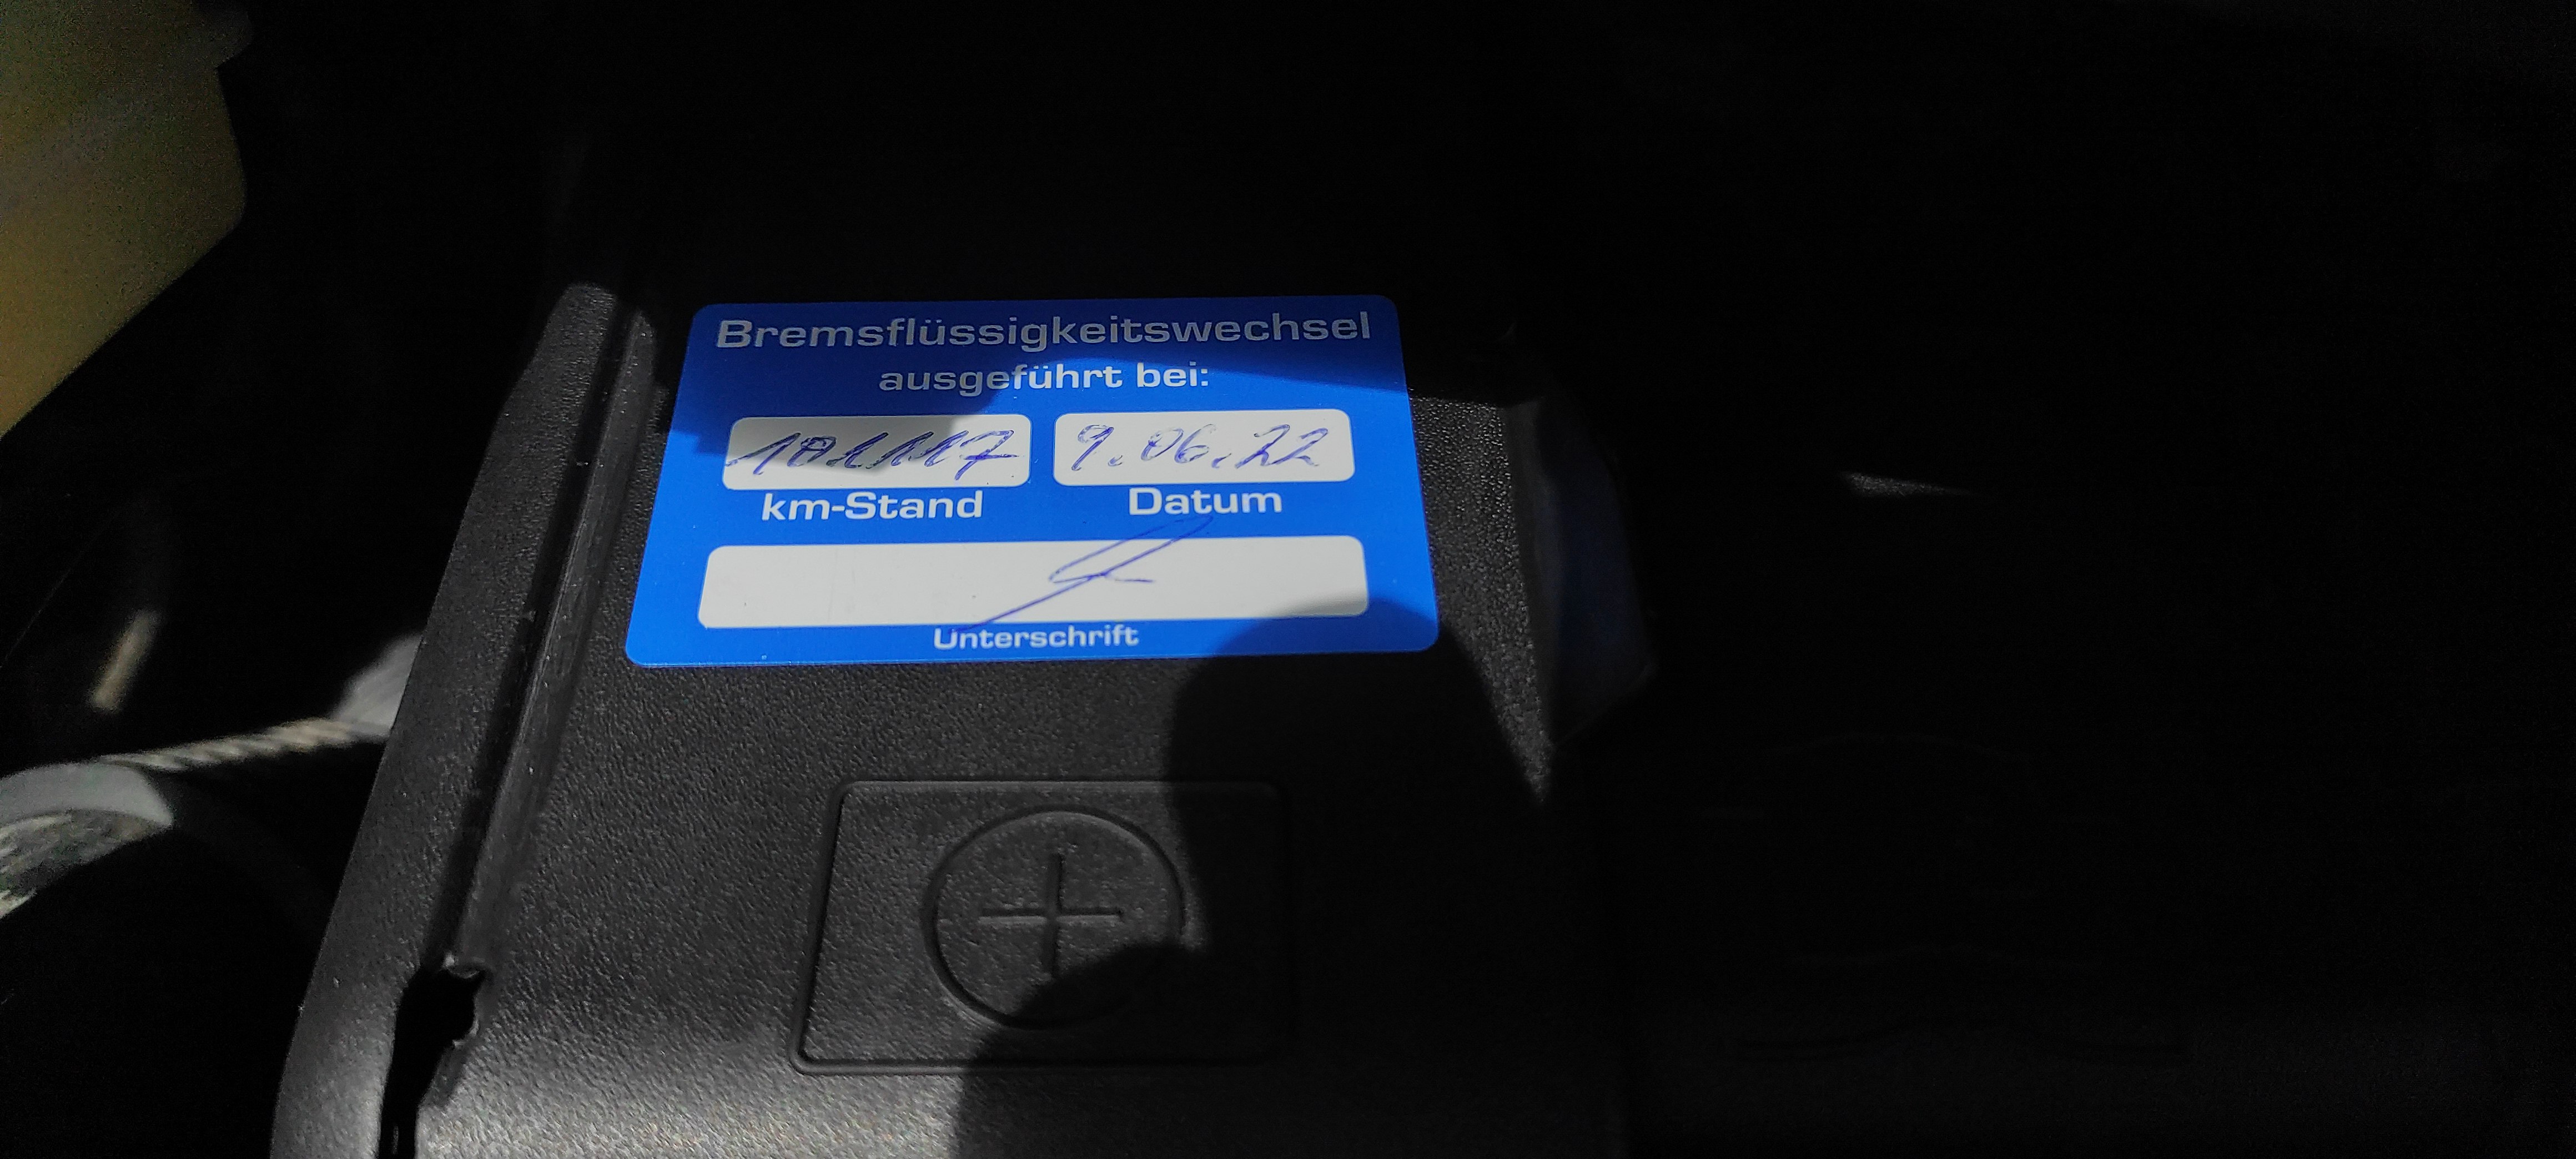 Bremsflüssigkeitswechsel
ausgeführt bei:
9.06.22
km-Stand Datum
Unterschrift